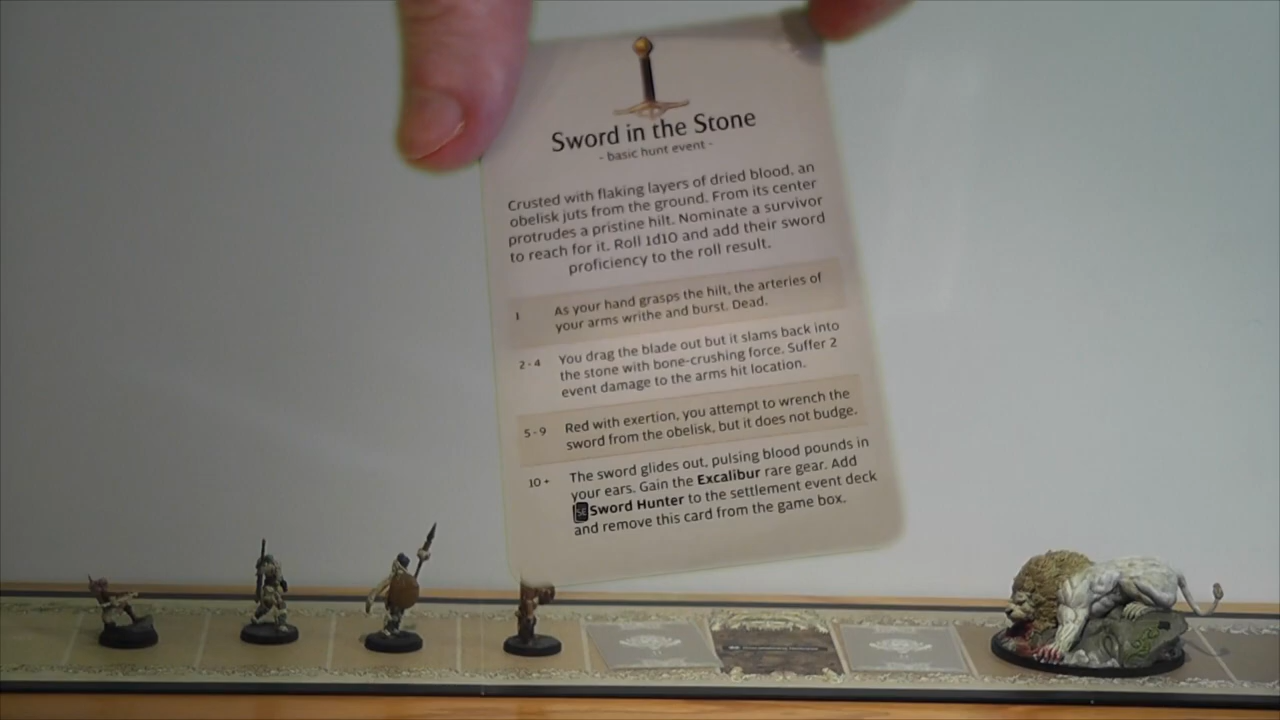 Sword in the Stone
- basic hunt event -
Crusted with flaking layers of dried blood, an
obelisk juts from the ground. From its center
protrudes a pristine hilt. Nominate a survivor
to reach for it. Roll 1d10 and add their sword
proficiency to the roll result.
1 As your hand grasps the hilt, the arteries of
your arms writhe and burst. Dead.
2 - 4 You drag the blade out but it slams back into
the stone with bone-crushing force. Suffer 2
event damage to the arms hit location.
5 - 9 Red with exertion, you attempt to wrench the
sword from the obelisk, but it does not budge.
10 + The sword glides out, pulsing blood pounds in
your ears. Gain the Excalibur rare gear. Add
SE Sword Hunter to the settlement event deck
and remove this card from the game box.